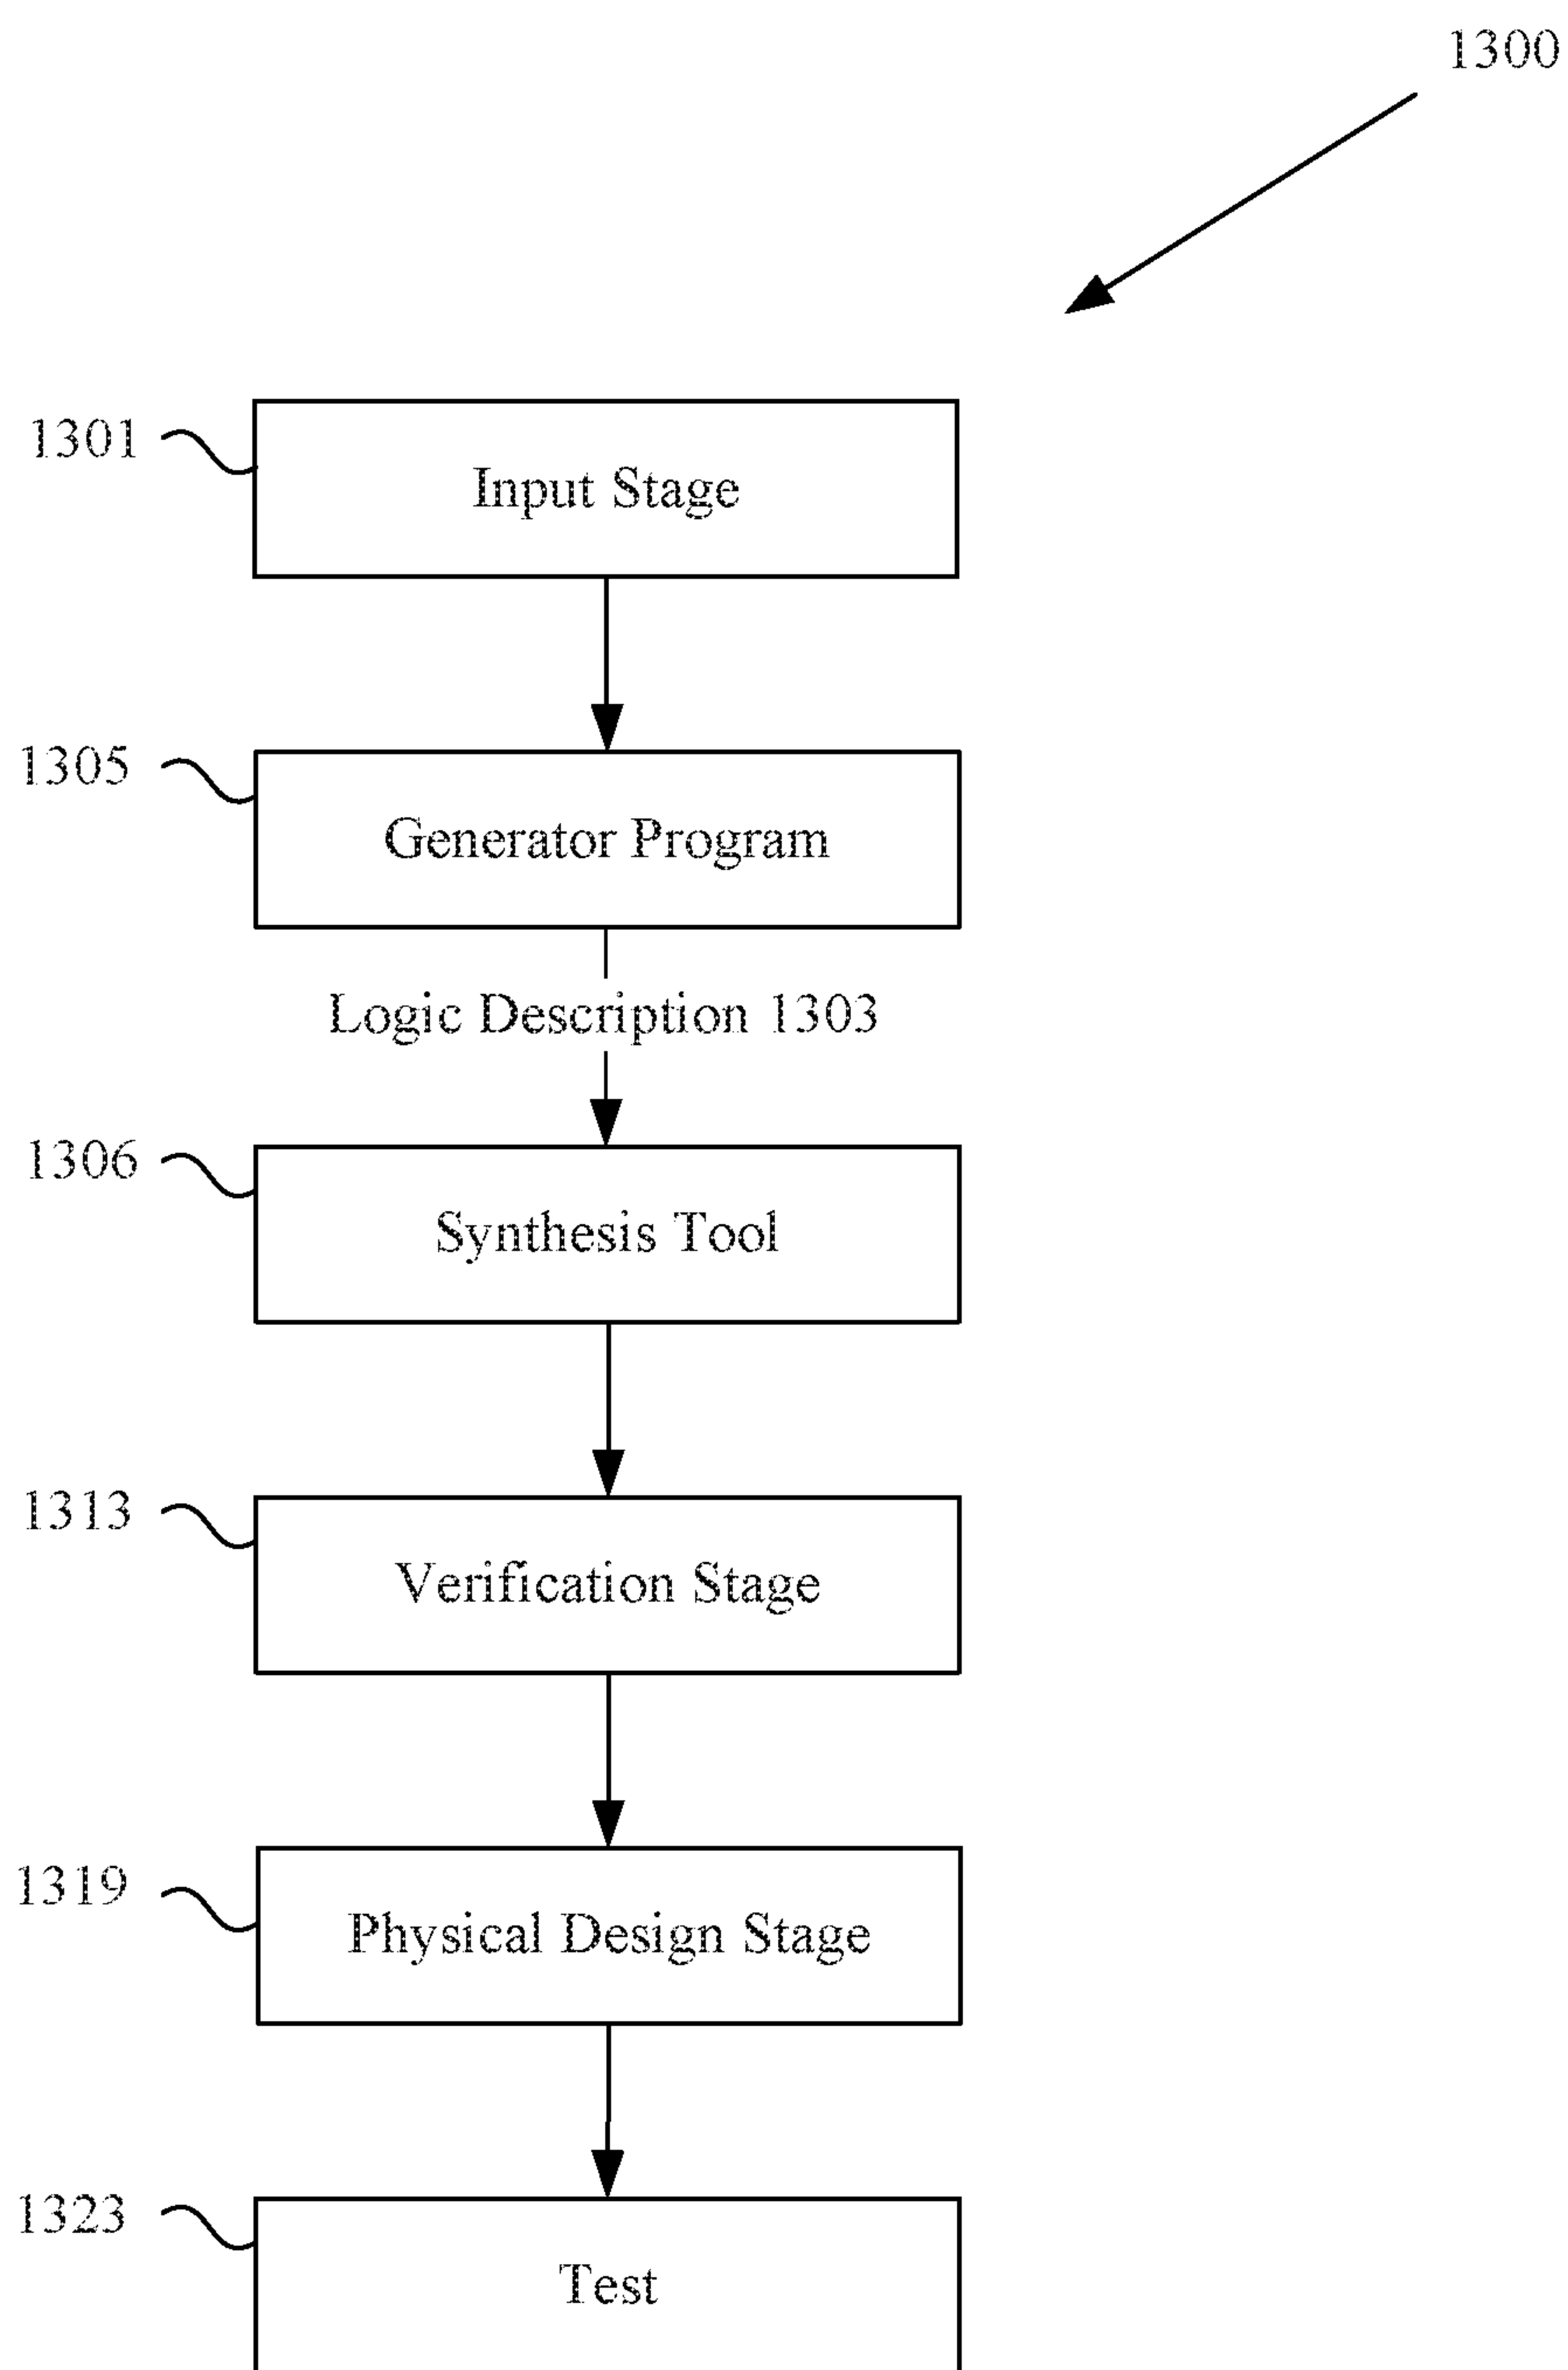 1300
1301
Input Stage
1305
Generator Program
Logic Description 1303
1306
Synthesis Tool
1313
Verification Stage
1319
Physical Design Stage
1323
Test